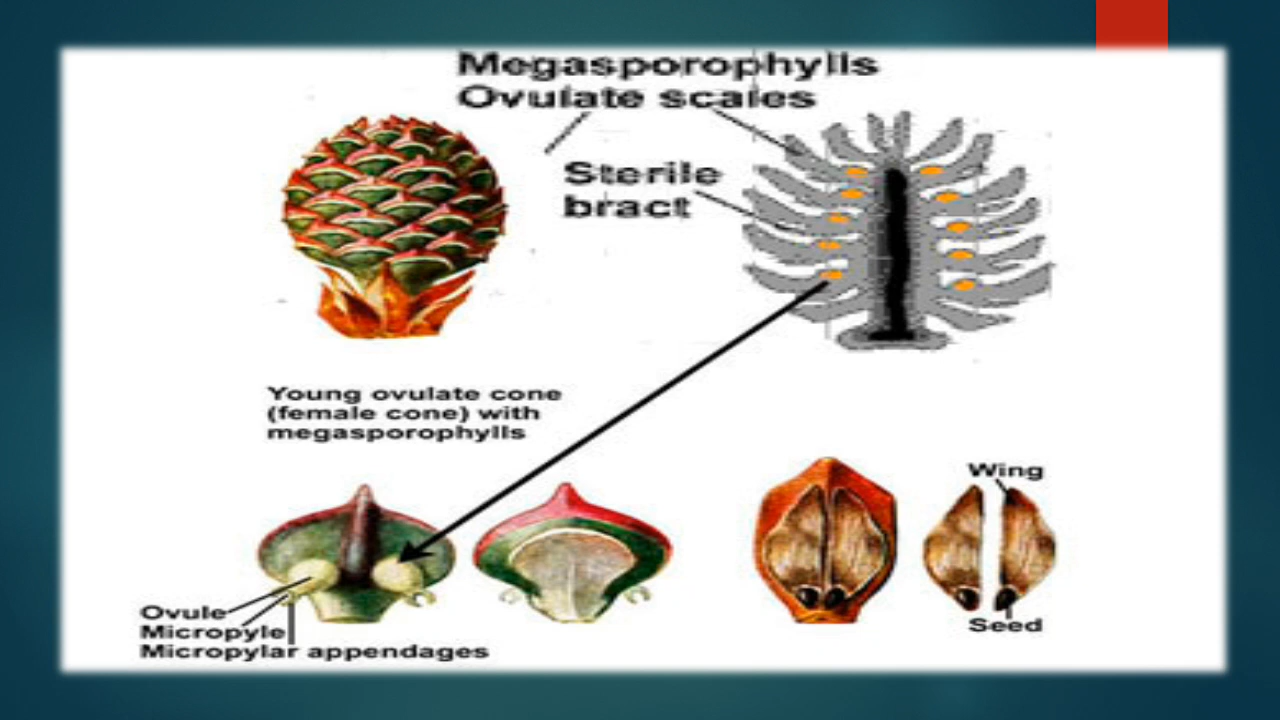 Megasporophylls
Ovulate scales
Sterile
bract
Young ovulate cone
(female cone) with
megasporophylls
Wing
Ovule
Micropyle
Micropylar appendages
Seed